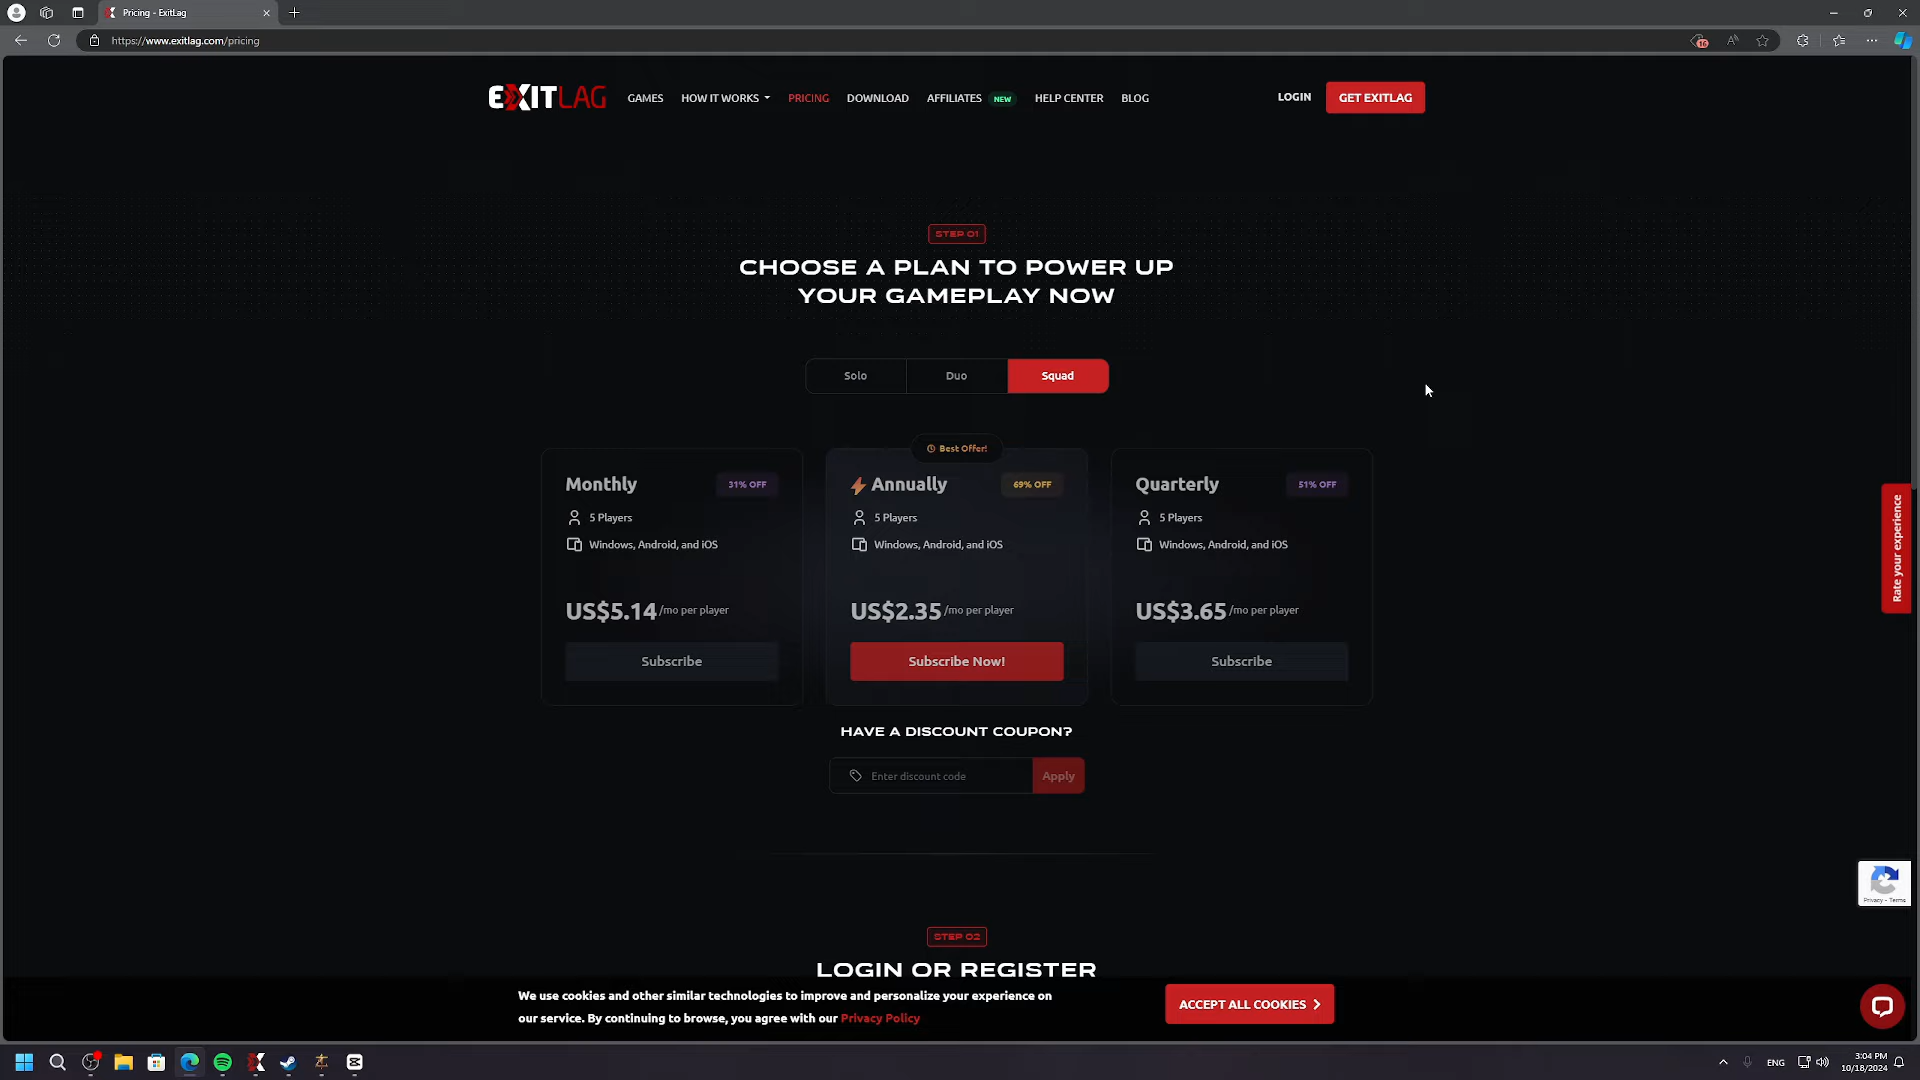 Pricing - ExitLag
https://www.exitlag.com/pricing
16
EXITLAG
GAMES
HOW IT WORKS
PRICING
DOWNLOAD
AFFILIATES NEW
HELP CENTER
BLOG
LOGIN
GET EXITLAG
STEP 01
CHOOSE A PLAN TO POWER UP
YOUR GAMEPLAY NOW
Solo
Duo
Squad
Best Offer!
Monthly
31% OFF
5 Players
Windows, Android, and iOS
US$5.14 /mo per player
Subscribe
Annually
69% OFF
5 Players
Windows, Android, and iOS
US$2.35 /mo per player
Subscribe Now!
Quarterly
51% OFF
5 Players
Windows, Android, and iOS
US$3.65 /mo per player
Subscribe
Rate your experience
HAVE A DISCOUNT COUPON?
Enter discount code
Apply
Privacy - Terms
STEP 02
LOGIN OR REGISTER
We use cookies and other similar technologies to improve and personalize your experience on
our service. By continuing to browse, you agree with our Privacy Policy
ACCEPT ALL COOKIES
ENG
3:04 PM
10/18/2024